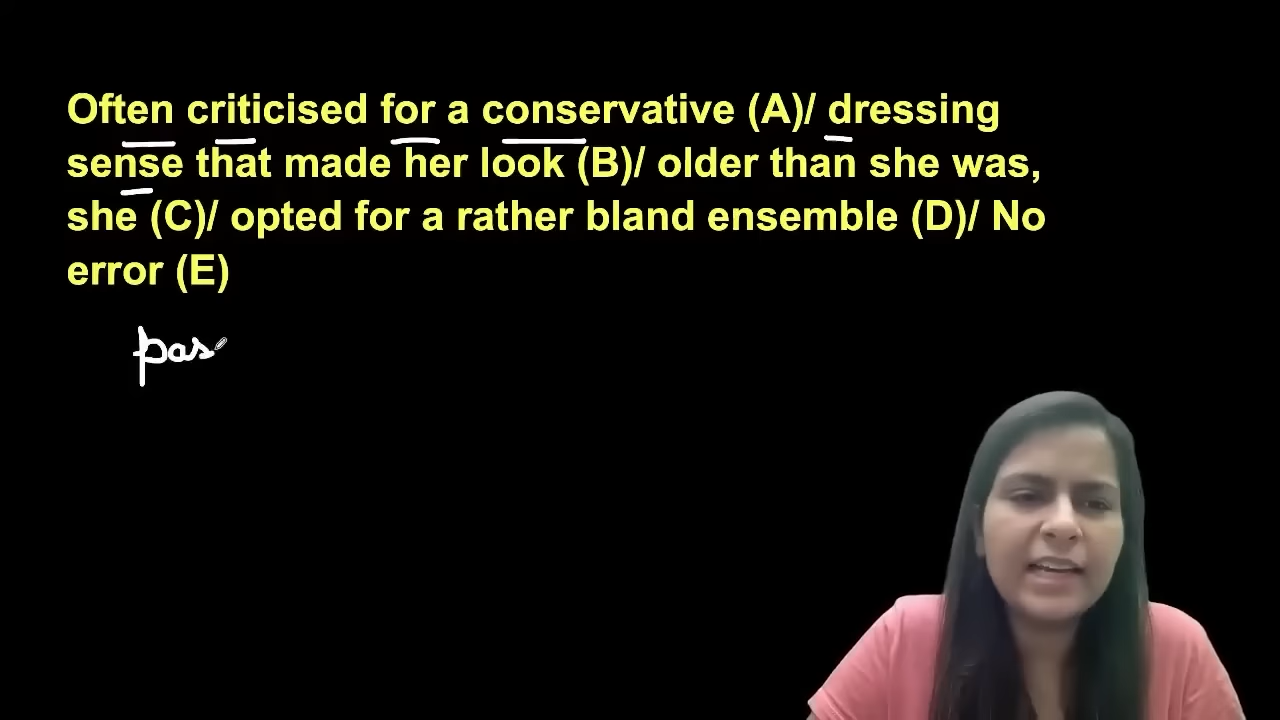 Often criticised for a conservative (A)/ dressing
sense that made her look (B)/ older than she was,
she (C)/ opted for a rather bland ensemble (D)/ No
error (E)
pas